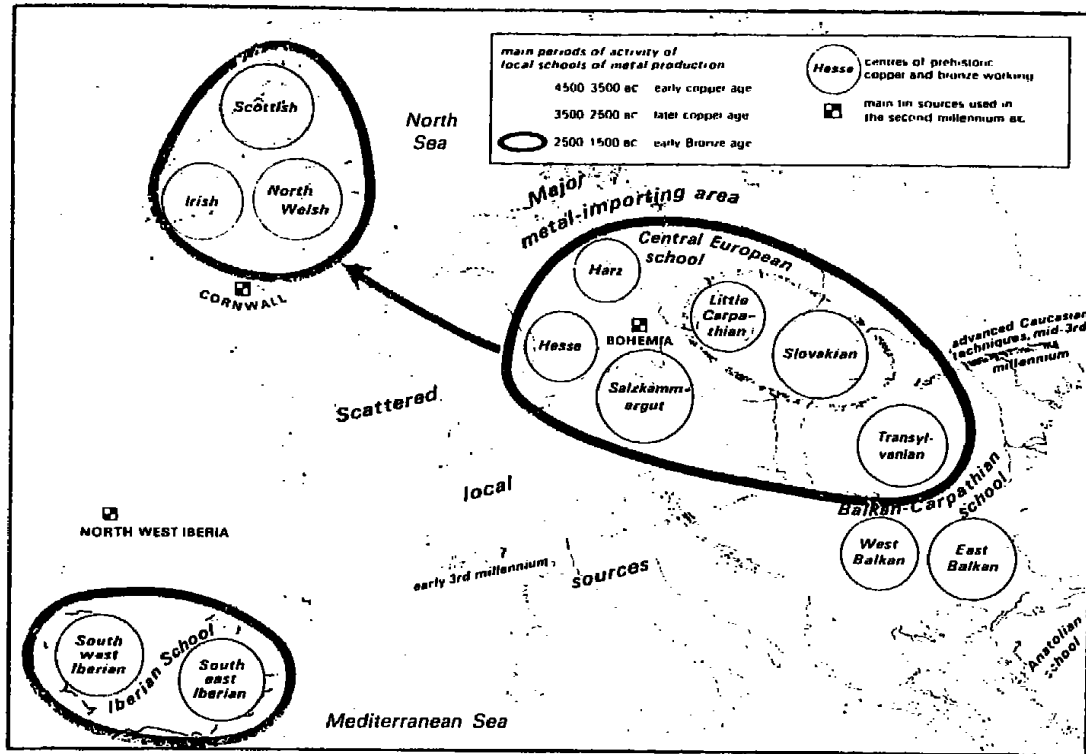 main periods of activity of
local schools of metal production
4500 3500 BC early copper age
3500 2500 BC later copper age
2500 1500 BC early Bronze age
Hesse
centres of prehistoric
copper and bronze working
main tin sources used in
the second millennium BC.
Scottish
Irish
North
Welsh
North
Sea
CORNWALL
Major
metal-importing area
Central European
school
Harz
Hesse
BOHEMIA
Little
Carpa-
thian
Slovakian
Salzkamm-
ergut
Transyl-
vanian
advanced Caucasian
techniques, mid-3rd
millennium
Balkan-Carpathian
school
West
Balkan
East
Balkan
Anatolian
school
Scattered
local
sources
?
early 3rd millennium
NORTH WEST IBERIA
South
west
Iberian
Iberian School
South
east
Iberian
Mediterranean Sea